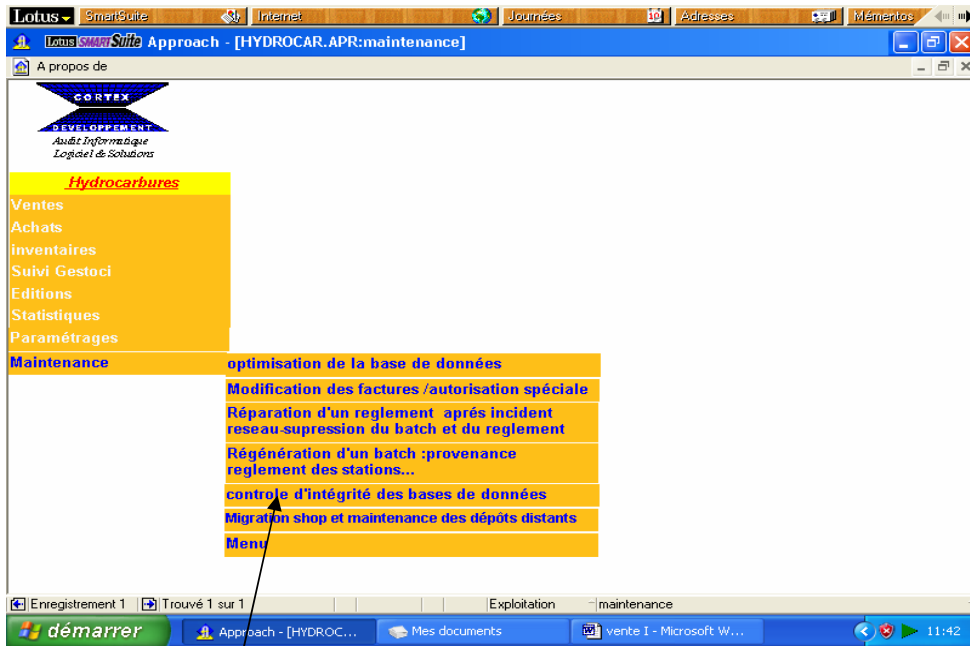 Lotus SmartSuite Internet Journées 10 Adresses Mémentos
Lotus SMARTSuite Approach - [HYDROCAR.APR:maintenance]
A propos de
CORTEX
DEVELOPPEMENT
Audit Informatique
Logiciel & Solutions
Hydrocarbures
Ventes
Achats
inventaires
Suivi Gestoci
Editions
Statistiques
Paramétrages
Maintenance
optimisation de la base de données
Modification des factures /autorisation spéciale
Réparation d'un reglement aprés incident
reseau-supression du batch et du reglement
Régénération d'un batch :provenance
reglement des stations...
controle d'intégrité des bases de données
Migration shop et maintenance des dépôts distants
Menu
Enregistrement 1 Trouvé 1 sur 1 Exploitation maintenance
démarrer Approach - [HYDROC... Mes documents vente I - Microsoft W... 11:42